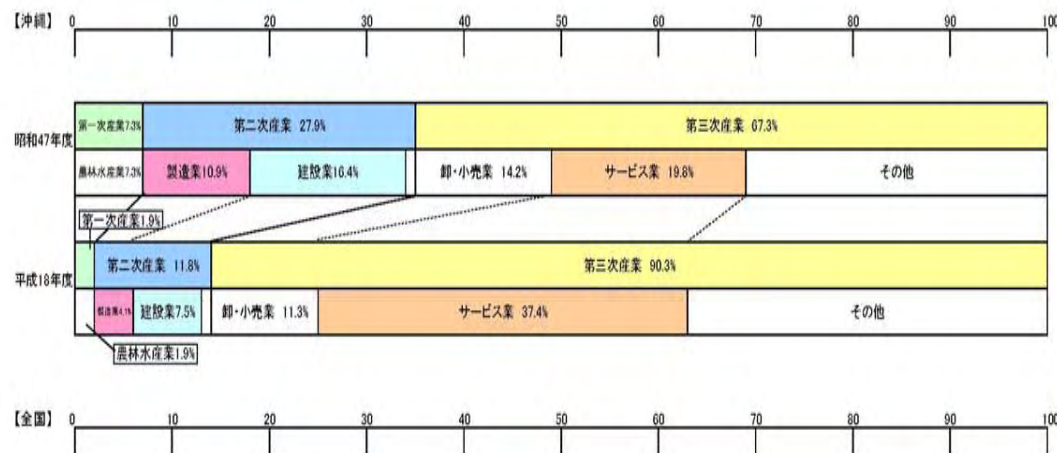 【沖縄】 0 10 20 30 40 50 60 70 80 90 100
昭和47年度
第一次産業7.3% 第二次産業 27.9% 第三次産業 67.3%
農林水産業7.3% 製造業10.9% 建設業16.4% 卸・小売業 14.2% サービス業 19.8% その他
第一次産業1.9%
平成18年度
第二次産業 11.8% 第三次産業 90.3%
製造業4.1% 建設業7.5% 卸・小売業 11.3% サービス業 37.4% その他
農林水産業1.9%
【全国】 0 10 20 30 40 50 60 70 80 90 100